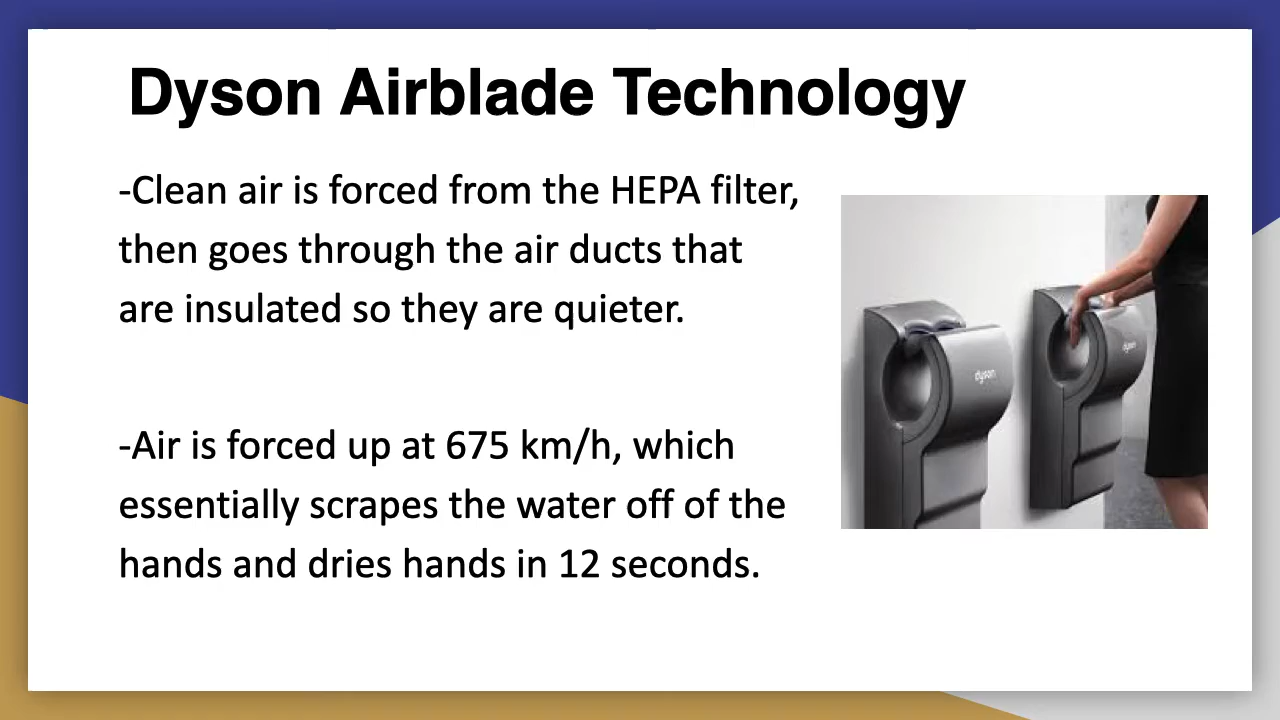 Dyson Airblade Technology
-Clean air is forced from the HEPA filter,
then goes through the air ducts that
are insulated so they are quieter.
-Air is forced up at 675 km/h, which
essentially scrapes the water off of the
hands and dries hands in 12 seconds.
dyson
dyson